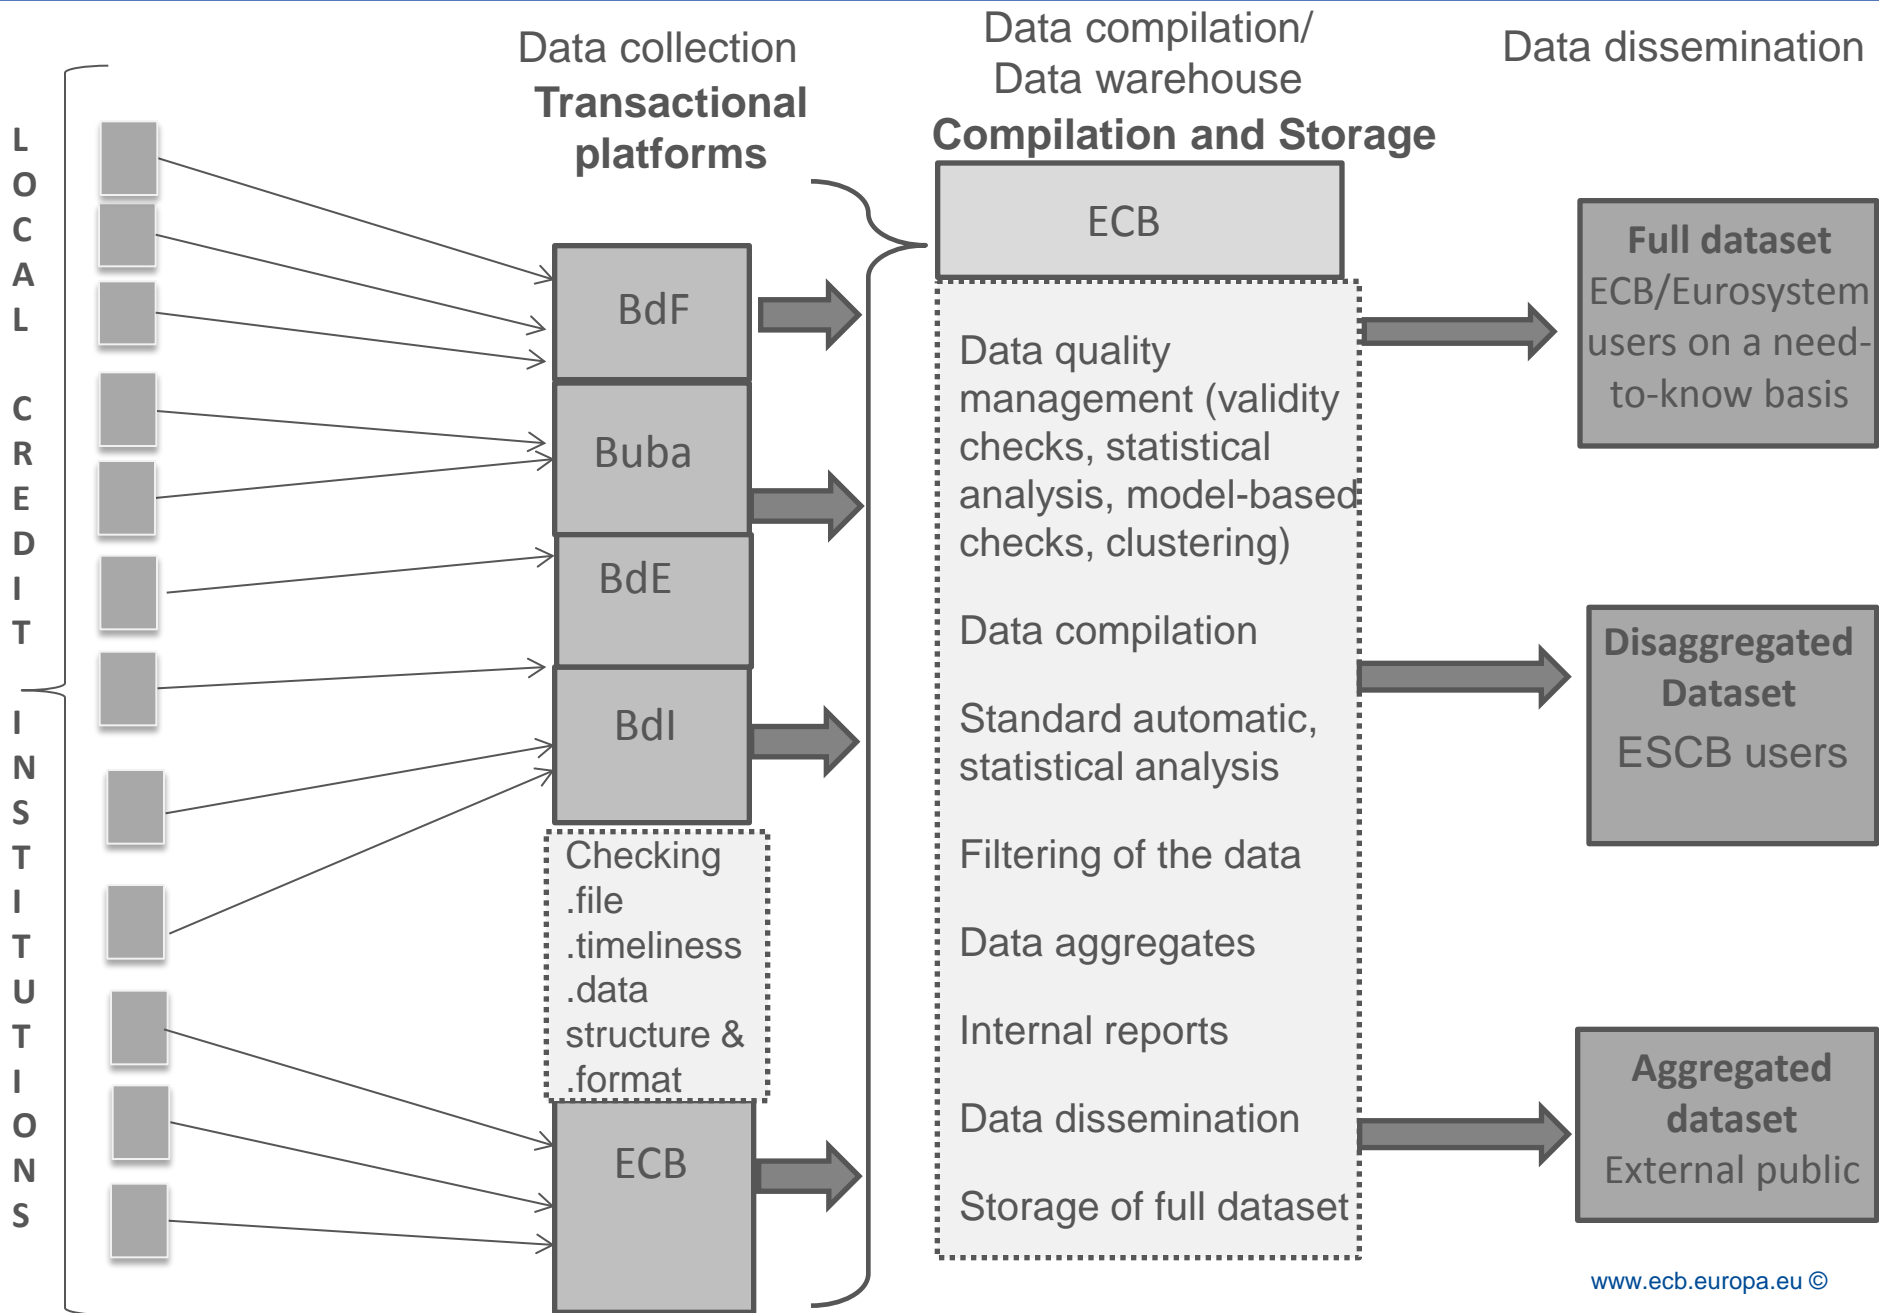 Data collection
Transactional
platforms
Data compilation/
Data warehouse
Compilation and Storage
Data dissemination
LOCAL CREDIT INSTITUTIONS
BdF
Buba
BdE
BdI
Checking
.file
.timeliness
.data
structure &
.format
ECB
ECB
Data quality
management (validity
checks, statistical
analysis, model-based
checks, clustering)
Data compilation
Standard automatic,
statistical analysis
Filtering of the data
Data aggregates
Internal reports
Data dissemination
Storage of full dataset
Full dataset
ECB/Eurosystem
users on a need-
to-know basis
Disaggregated
Dataset
ESCB users
Aggregated
dataset
External public
www.ecb.europa.eu ©